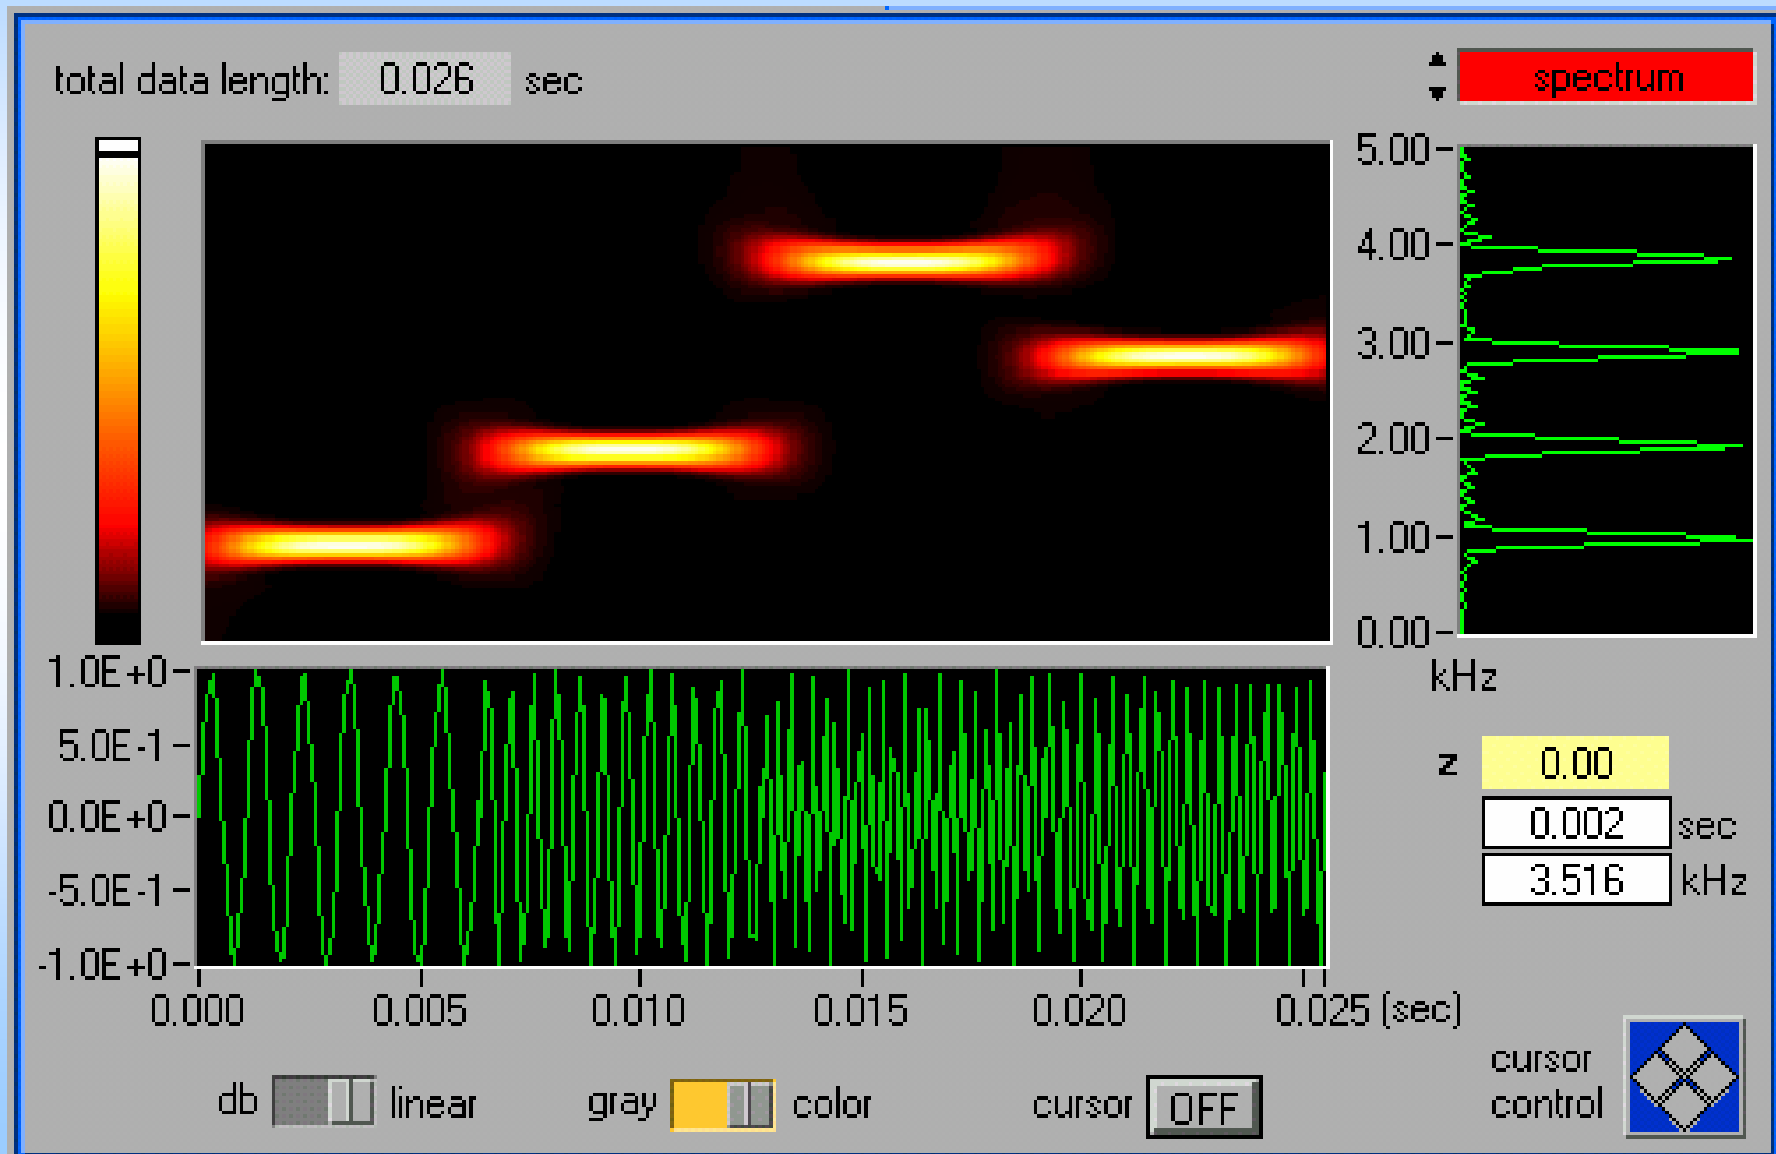 total data length: 0.026 sec
spectrum
5.00
4.00
3.00
2.00
1.00
0.00
kHz
1.0E+0
5.0E-1
0.0E+0
-5.0E-1
-1.0E+0
0.000 0.005 0.010 0.015 0.020 0.025 (sec)
z 0.00
0.002 sec
3.516 kHz
db linear gray color cursor OFF
cursor
control